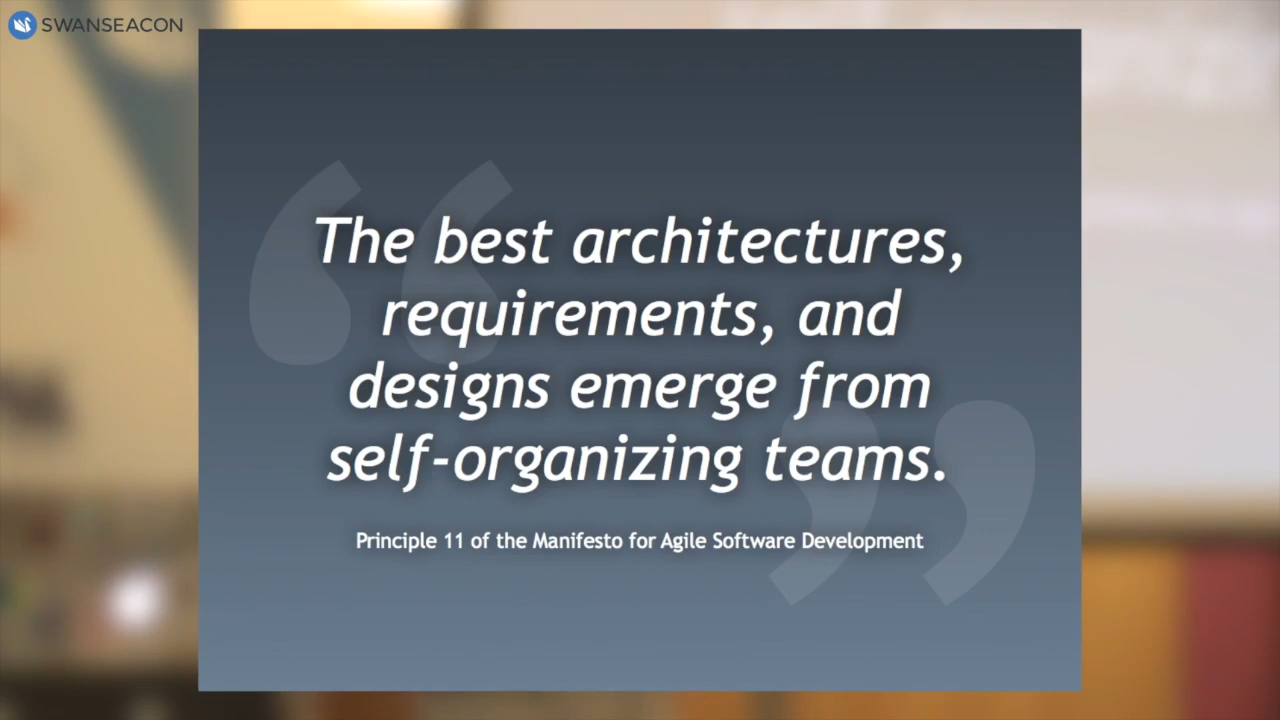 SWANSEACON
The best architectures,
requirements, and
designs emerge from
self-organizing teams.
Principle 11 of the Manifesto for Agile Software Development